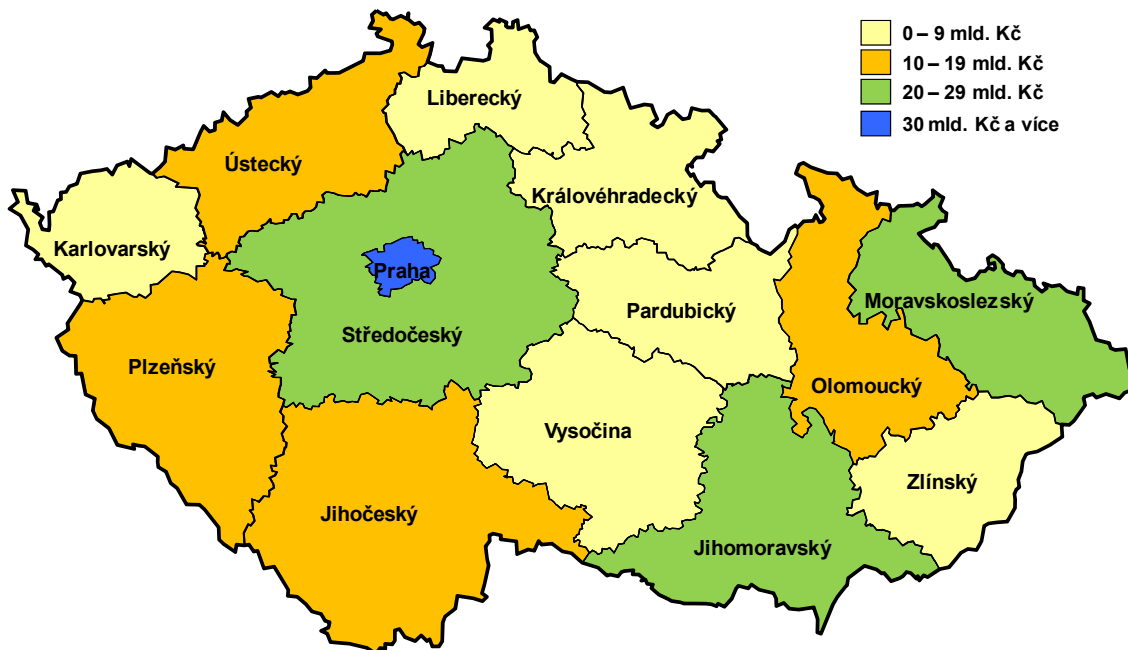 0 – 9 mld. Kč
10 – 19 mld. Kč
20 – 29 mld. Kč
30 mld. Kč a více
Liberecký
Ústecký
Královéhradecký
Karlovarský
Praha
Moravskoslezský
Pardubický
Středočeský
Plzeňský
Olomoucký
Vysočina
Zlínský
Jihočeský
Jihomoravský